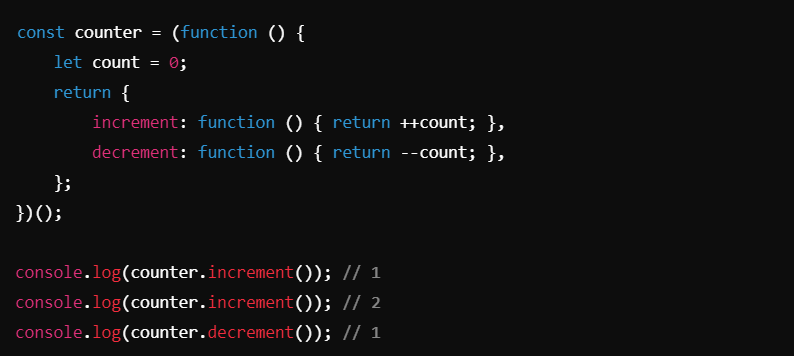 const counter = (function () {
    let count = 0;
    return {
        increment: function () { return ++count; },
        decrement: function () { return --count; },
    };
})();

console.log(counter.increment()); // 1
console.log(counter.increment()); // 2
console.log(counter.decrement()); // 1